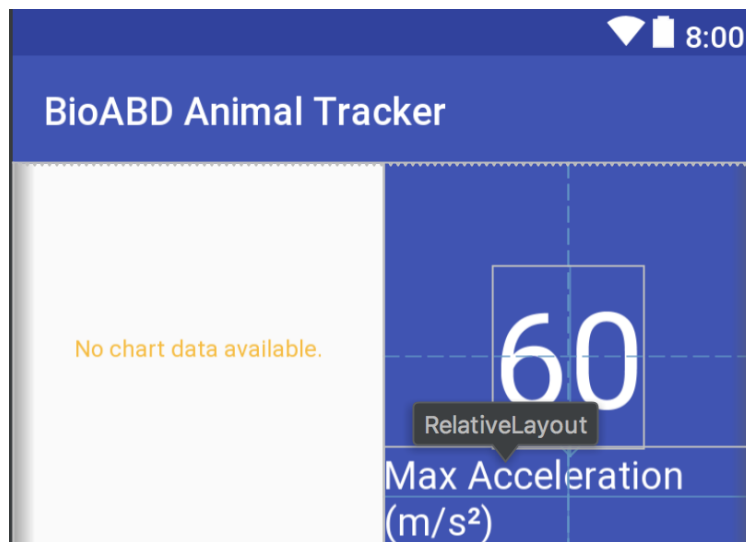 8:00
BioABD Animal Tracker
No chart data available.
60
RelativeLayout
Max Acceleration
(m/s²)